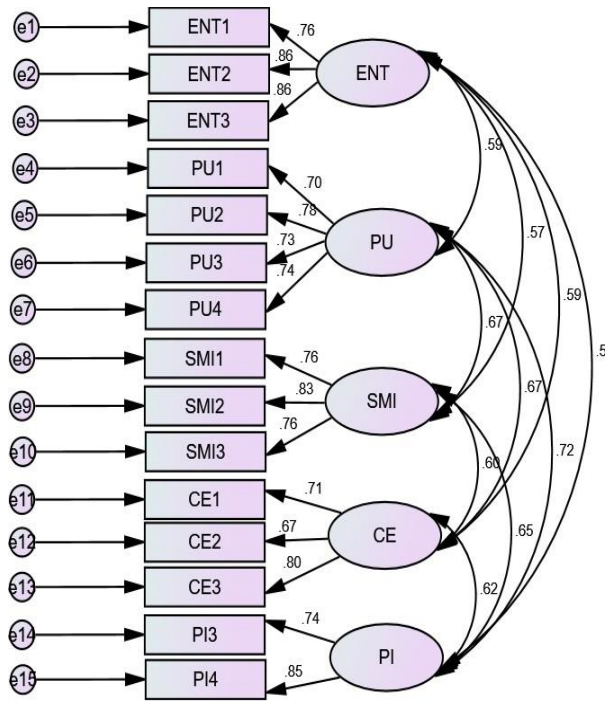 e1 ENT1 .76
e2 ENT2 .86 ENT
e3 ENT3 .86
.59
e4 PU1 .70
e5 PU2 .78
.57
e6 PU3 .73 PU
e7 PU4 .74
.59
.67
.5
e8 SMI1 .76
e9 SMI2 .83 SMI
.67
e10 SMI3 .76
.60 .72
e11 CE1 .71
e12 CE2 .67 CE
.65
e13 CE3 .80
.62
e14 PI3 .74
e15 PI4 .85 PI